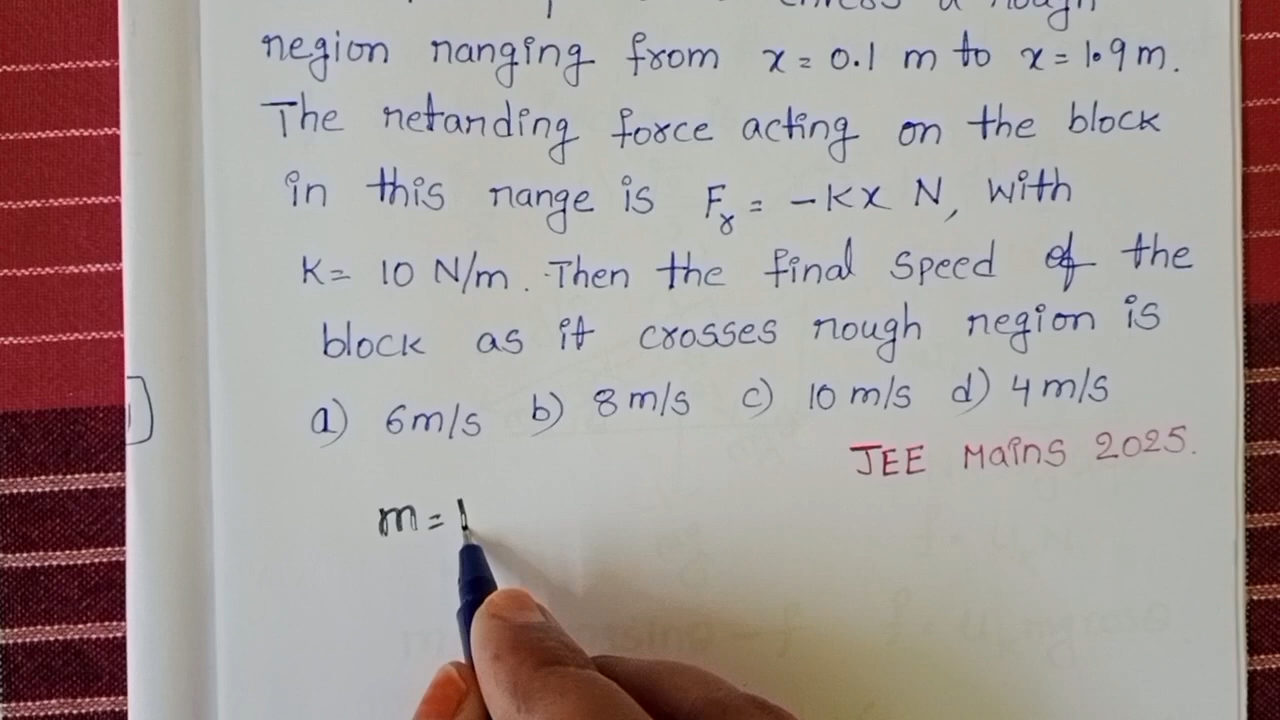 region ranging from x = 0.1 m to x = 1.9 m.
The retarding force acting on the block
in this range is Fᵣ = -Kx N, with
K = 10 N/m. Then the final speed of the
block as it crosses rough region is
a) 6m/s b) 8 m/s c) 10 m/s d) 4 m/s
JEE Mains 2025.
m = 1